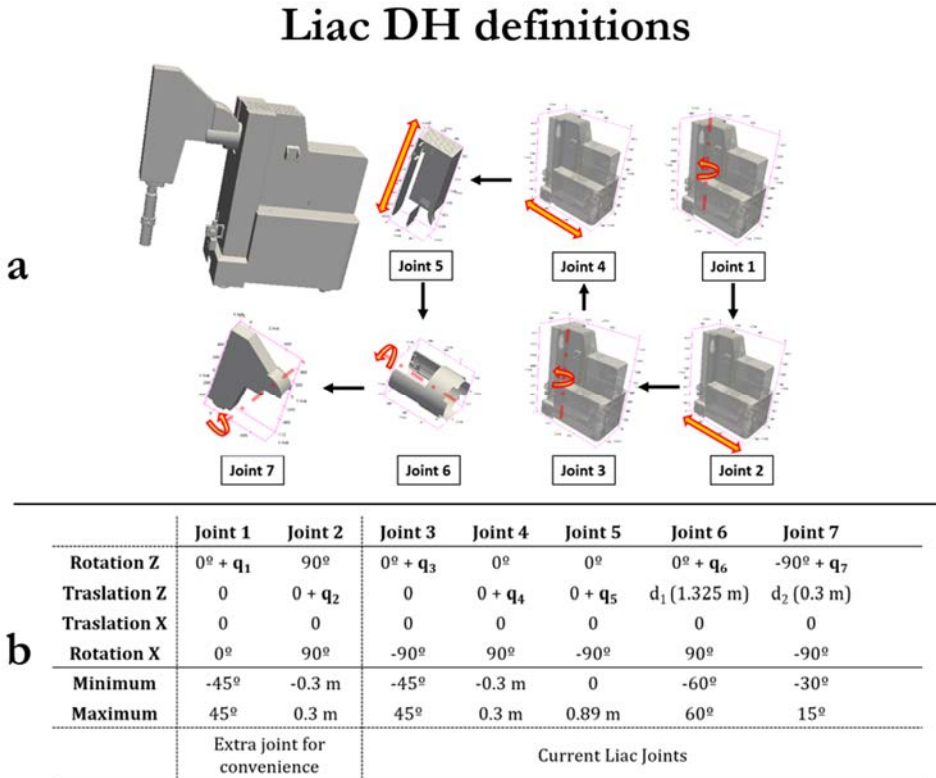 Liac DH definitions
a
Joint 5
Joint 4
Joint 1
Joint 7
Joint 6
Joint 3
Joint 2
b
Joint 1 Joint 2 Joint 3 Joint 4 Joint 5 Joint 6 Joint 7
Rotation Z 0º + q₁ 90º 0º + q₃ 0º 0º 0º + q₆ -90º + q₇
Traslation Z 0 0 + q₂ 0 0 + q₄ 0 + q₅ d₁ (1.325 m) d₂ (0.3 m)
Traslation X 0 0 0 0 0 0 0
Rotation X 0º 90º -90º 90º -90º 90º -90º
Minimum -45º -0.3 m -45º -0.3 m 0 -60º -30º
Maximum 45º 0.3 m 45º 0.3 m 0.89 m 60º 15º
Extra joint for
convenience
Current Liac Joints